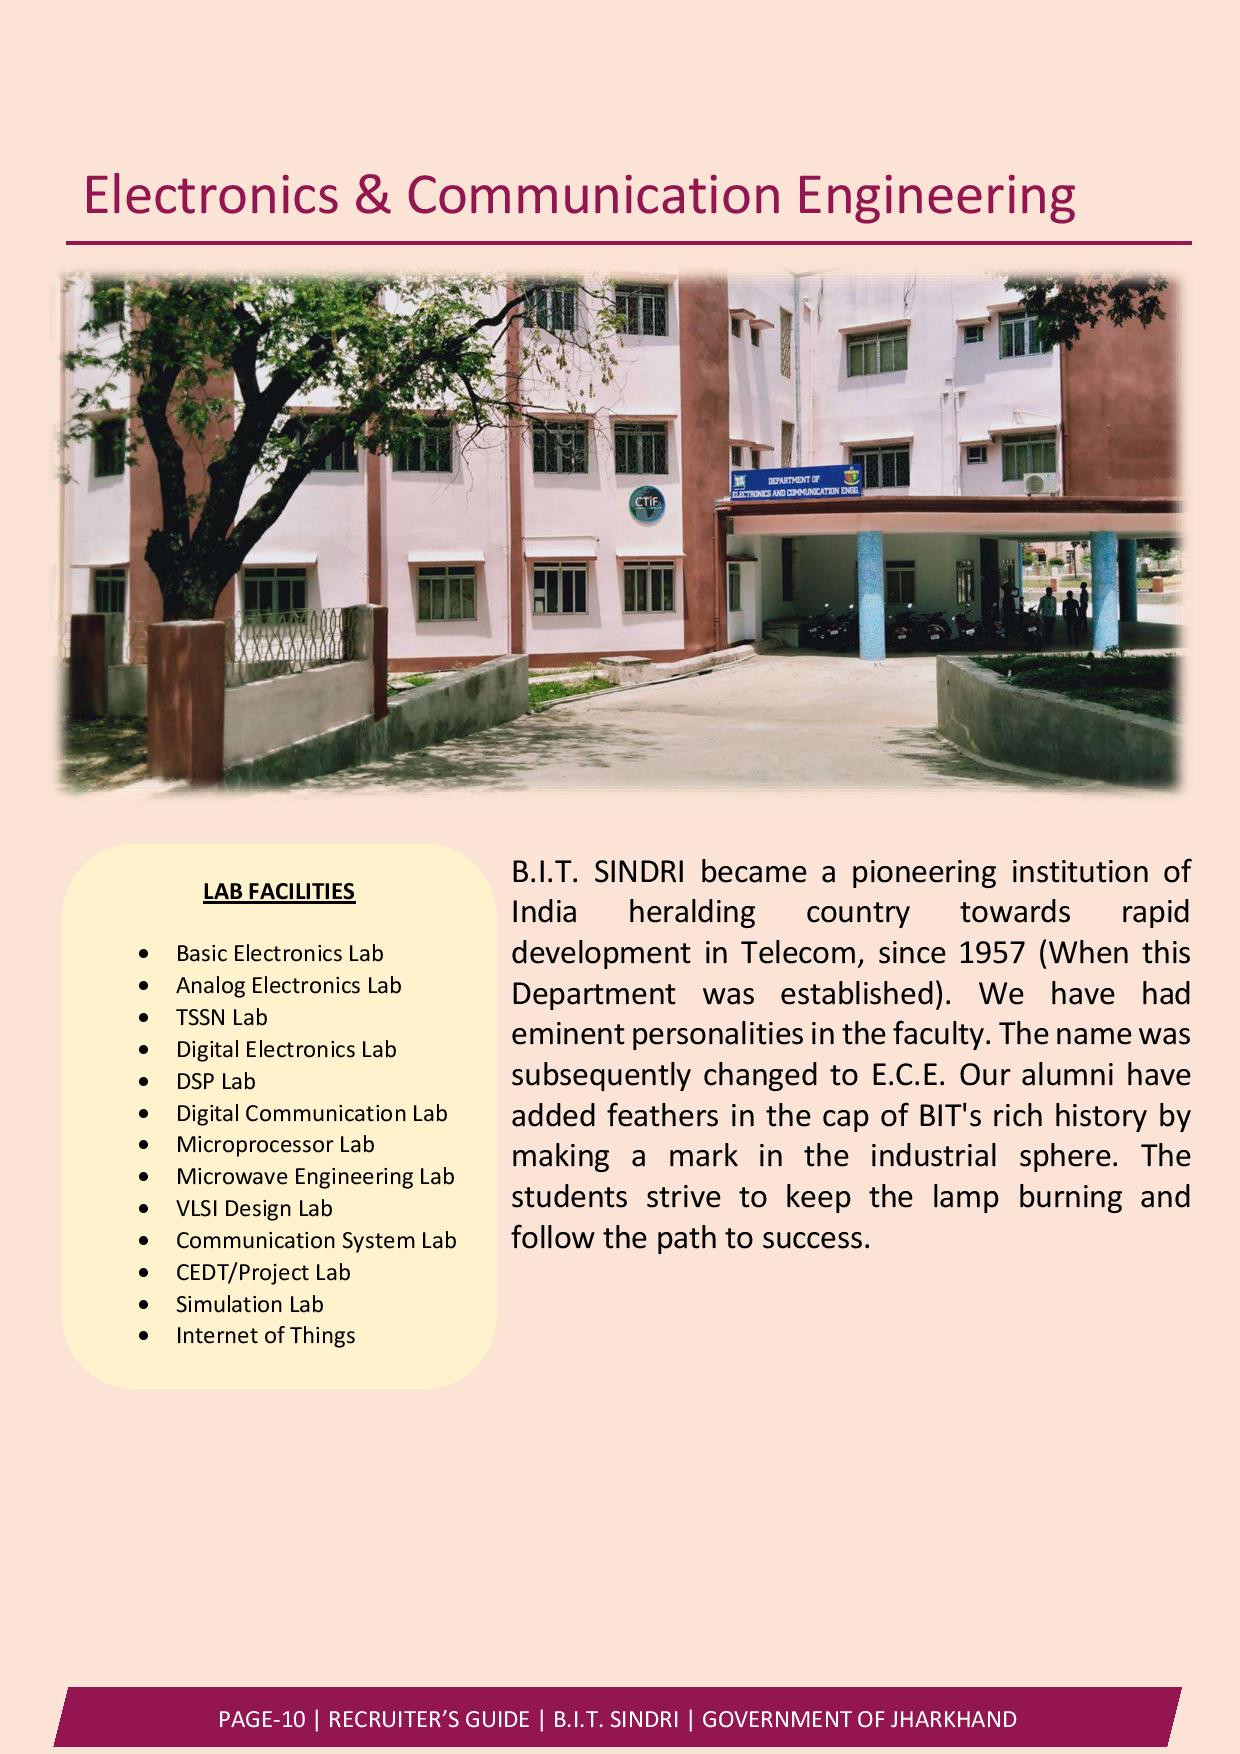 Electronics & Communication Engineering
CTiF
DEPARTMENT OF
ELECTRONICS AND COMMUNICATION ENGG.
LAB FACILITIES
• Basic Electronics Lab
• Analog Electronics Lab
• TSSN Lab
• Digital Electronics Lab
• DSP Lab
• Digital Communication Lab
• Microprocessor Lab
• Microwave Engineering Lab
• VLSI Design Lab
• Communication System Lab
• CEDT/Project Lab
• Simulation Lab
• Internet of Things
B.I.T. SINDRI became a pioneering institution of
India heralding country towards rapid
development in Telecom, since 1957 (When this
Department was established). We have had
eminent personalities in the faculty. The name was
subsequently changed to E.C.E. Our alumni have
added feathers in the cap of BIT's rich history by
making a mark in the industrial sphere. The
students strive to keep the lamp burning and
follow the path to success.
PAGE-10 | RECRUITER’S GUIDE | B.I.T. SINDRI | GOVERNMENT OF JHARKHAND